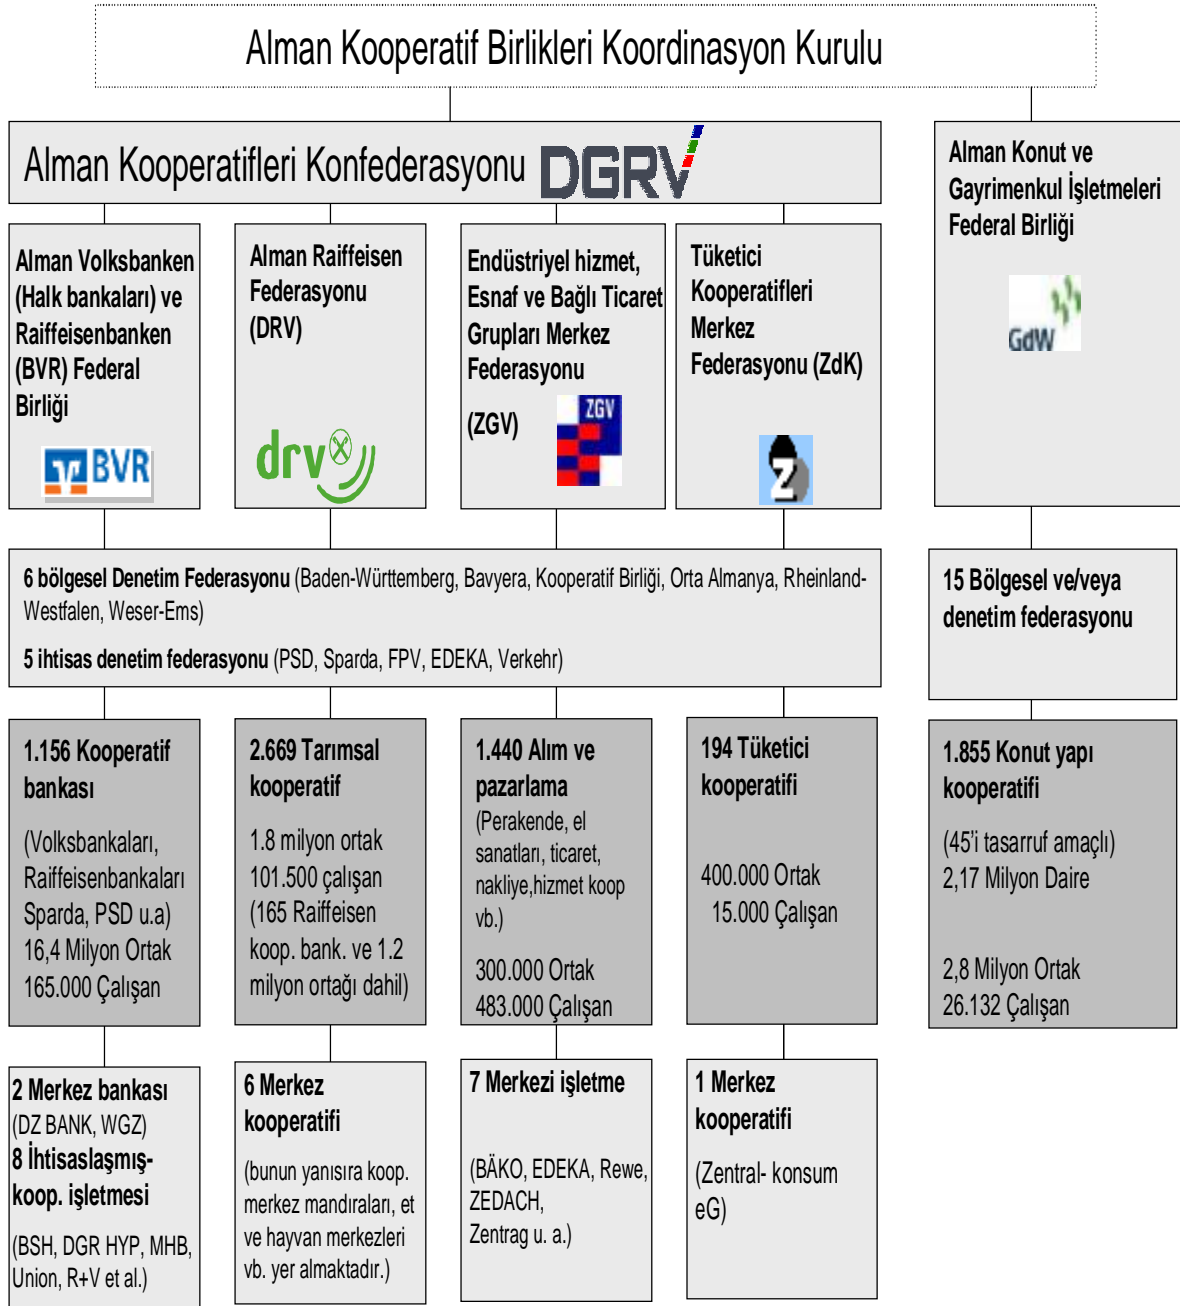 Alman Kooperatif Birlikleri Koordinasyon Kurulu
Alman Kooperatifleri Konfederasyonu DGRV
Alman Konut ve
Gayrimenkul İşletmeleri
Federal Birliği
GdW
Alman Volksbanken
(Halk bankaları) ve
Raiffeisenbanken
(BVR) Federal
Birliği
BVR
Alman Raiffeisen
Federasyonu
(DRV)
drv
Endüstriyel hizmet,
Esnaf ve Bağlı Ticaret
Grupları Merkez
Federasyonu
(ZGV)
ZGV
Tüketici
Kooperatifleri
Merkez
Federasyonu (ZdK)
Z
6 bölgesel Denetim Federasyonu (Baden-Württemberg, Bavyera, Kooperatif Birliği, Orta Almanya, Rheinland-
Westfalen, Weser-Ems)
5 ihtisas denetim federasyonu (PSD, Sparda, FPV, EDEKA, Verkehr)
15 Bölgesel ve/veya
denetim federasyonu
1.156 Kooperatif
bankası
(Volksbankaları,
Raiffeisenbankaları
Sparda, PSD u.a)
16,4 Milyon Ortak
165.000 Çalışan
2.669 Tarımsal
kooperatif
1.8 milyon ortak
101.500 çalışan
(165 Raiffeisen
koop. bank. ve 1.2
milyon ortağı dahil)
1.440 Alım ve
pazarlama
(Perakende, el
sanatları, ticaret,
nakliye,hizmet koop
vb.)
300.000 Ortak
483.000 Çalışan
194 Tüketici
kooperatifi
400.000 Ortak
15.000 Çalışan
1.855 Konut yapı
kooperatifi
(45'i tasarruf amaçlı)
2,17 Milyon Daire
2,8 Milyon Ortak
26.132 Çalışan
2 Merkez bankası
(DZ BANK, WGZ)
8 İhtisaslaşmış-
koop. işletmesi
(BSH, DGR HYP, MHB,
Union, R+V et al.)
6 Merkez
kooperatifi
(bunun yanısıra koop.
merkez mandıraları, et
ve hayvan merkezleri
vb. yer almaktadır.)
7 Merkezi işletme
(BÄKO, EDEKA, Rewe,
ZEDACH,
Zentrag u. a.)
1 Merkez
kooperatifi
(Zentral- konsum
eG)